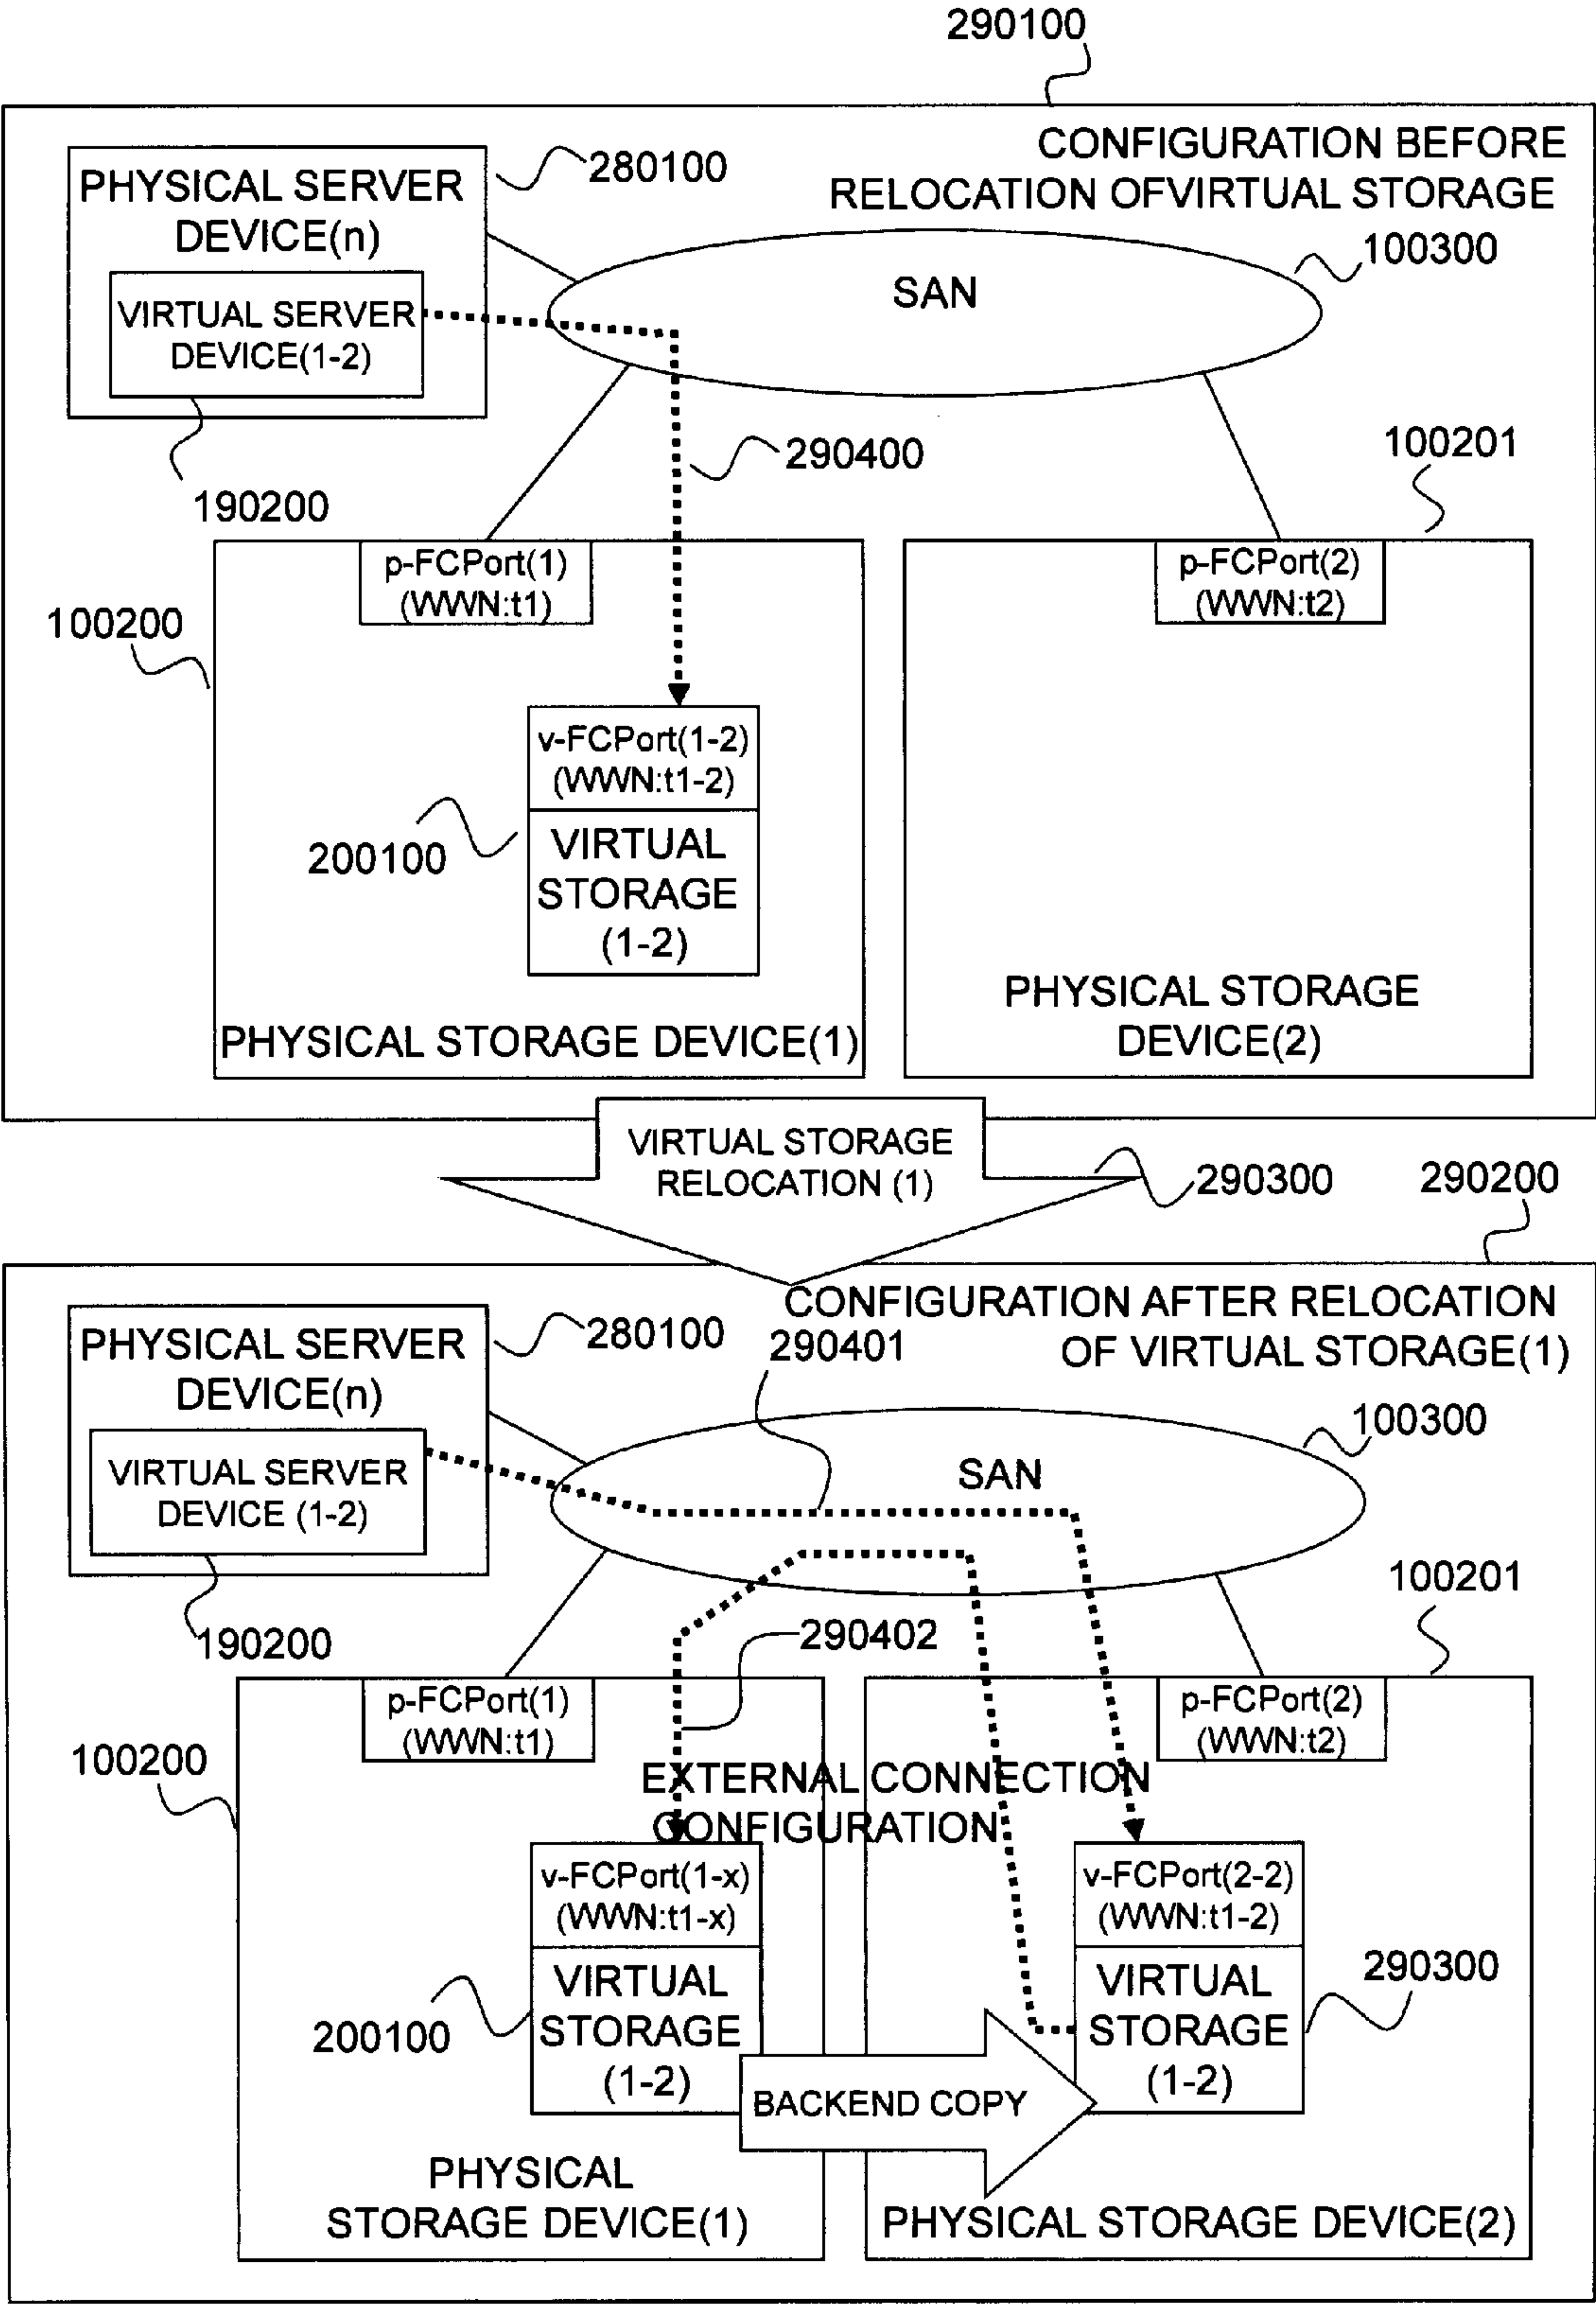 290100
CONFIGURATION BEFORE
RELOCATION OFVIRTUAL STORAGE
PHYSICAL SERVER
DEVICE(n)
280100
VIRTUAL SERVER
DEVICE(1-2)
190200
SAN
100300
290400
100201
100200
p-FCPort(1)
(WWN:t1)
p-FCPort(2)
(WWN:t2)
v-FCPort(1-2)
(WWN:t1-2)
200100
VIRTUAL
STORAGE
(1-2)
PHYSICAL STORAGE DEVICE(1)
PHYSICAL STORAGE
DEVICE(2)
VIRTUAL STORAGE
RELOCATION (1)
290300
290200
CONFIGURATION AFTER RELOCATION
OF VIRTUAL STORAGE(1)
PHYSICAL SERVER
DEVICE(n)
280100
290401
VIRTUAL SERVER
DEVICE (1-2)
190200
SAN
100300
290402
100201
100200
p-FCPort(1)
(WWN:t1)
p-FCPort(2)
(WWN:t2)
EXTERNAL CONNECTION
CONFIGURATION
v-FCPort(1-x)
(WWN:t1-x)
v-FCPort(2-2)
(WWN:t1-2)
200100
VIRTUAL
STORAGE
(1-2)
VIRTUAL
STORAGE
(1-2)
290300
BACKEND COPY
PHYSICAL
STORAGE DEVICE(1)
PHYSICAL STORAGE DEVICE(2)